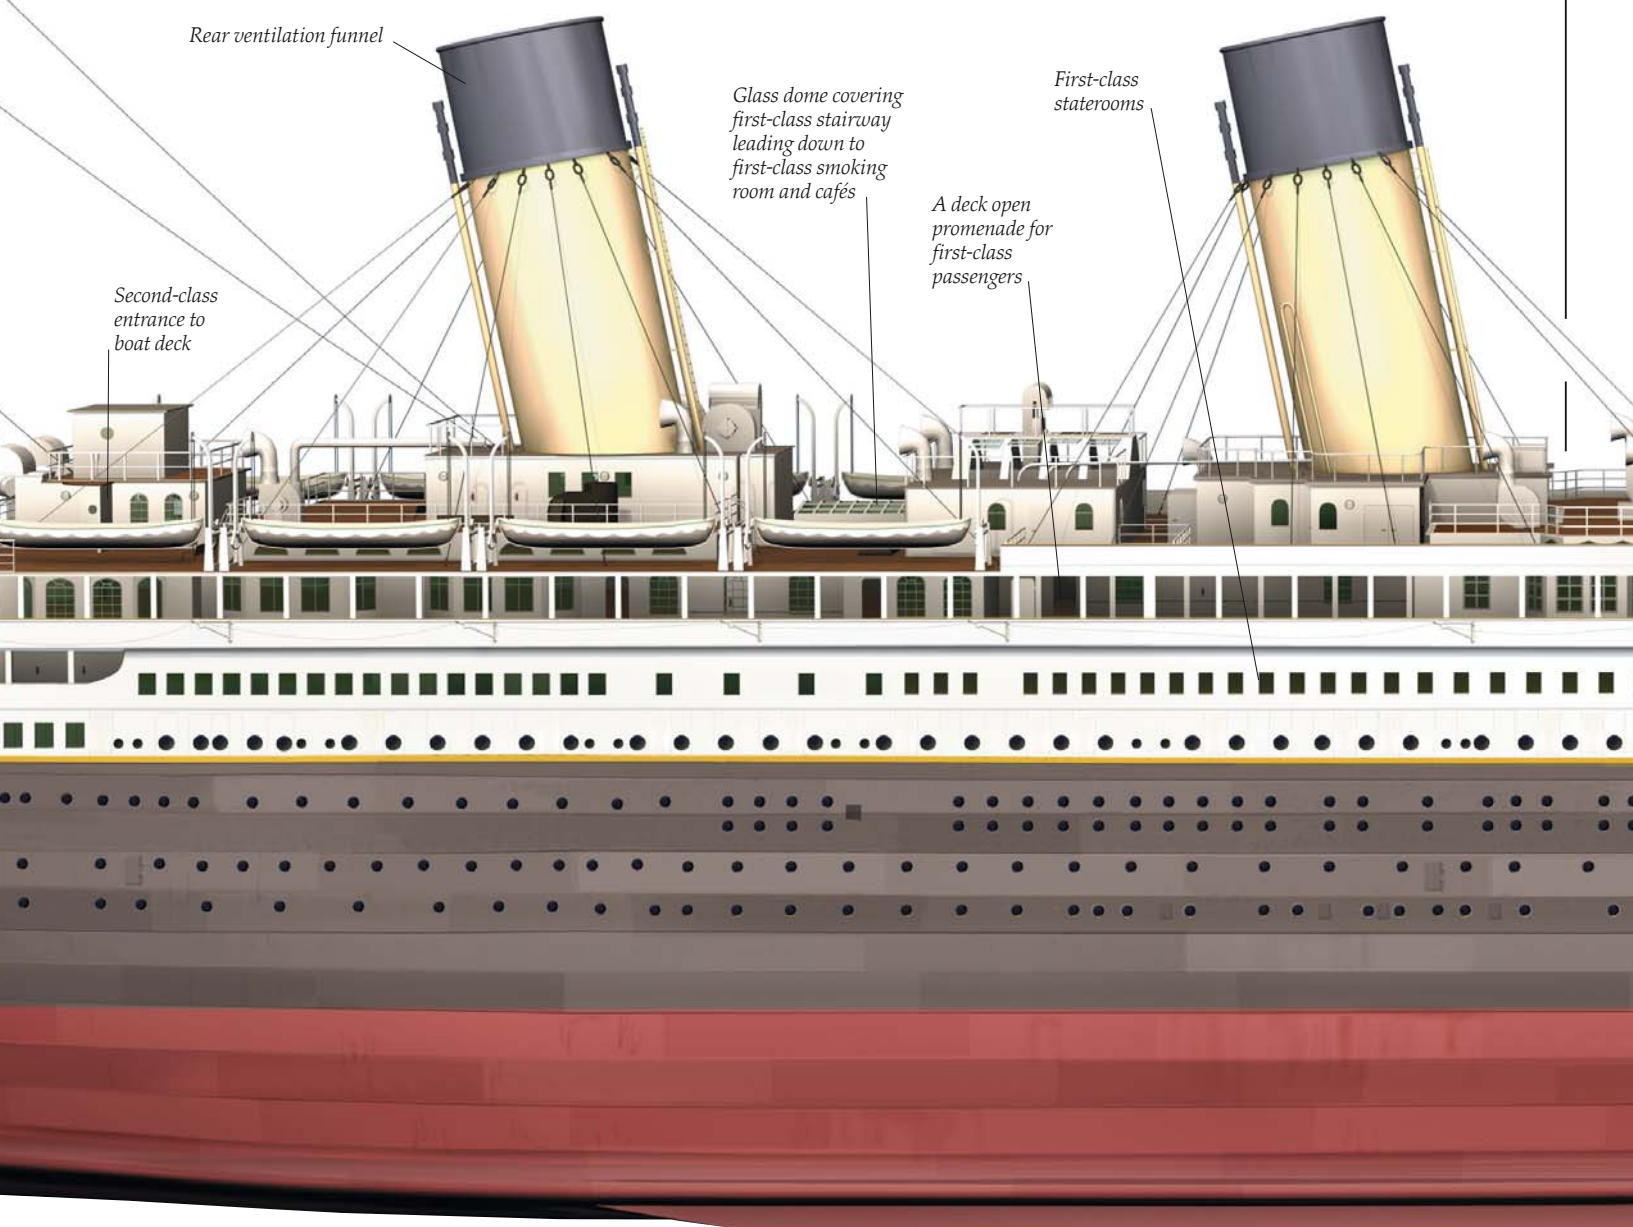 Rear ventilation funnel
Glass dome covering
first-class stairway
leading down to
first-class smoking
room and cafés
First-class
staterooms
A deck open
promenade for
first-class
passengers
Second-class
entrance to
boat deck